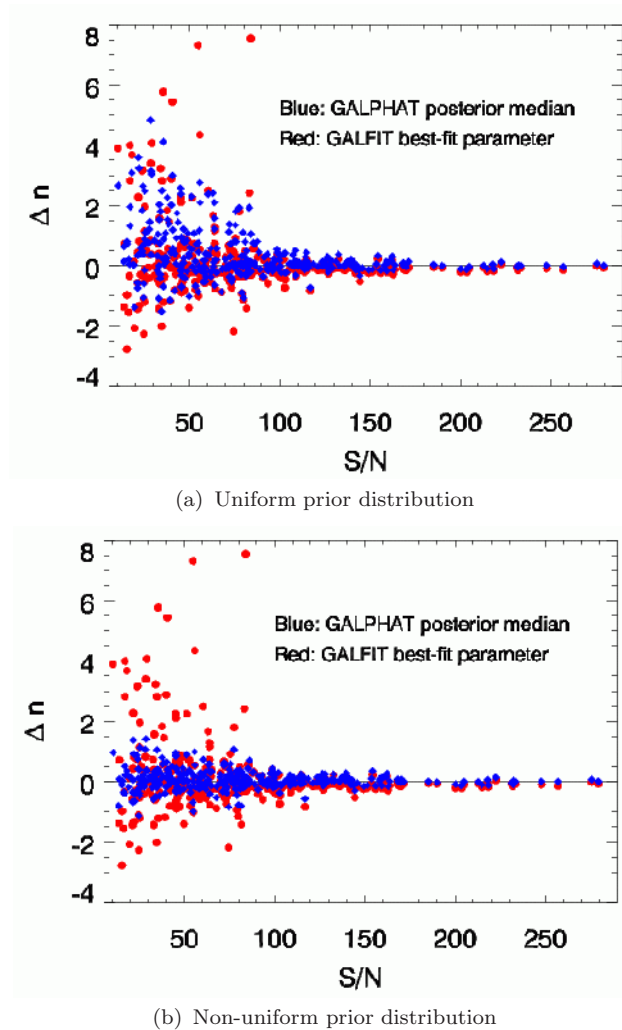 8
6
4
2
0
-2
-4
Δ n
Blue: GALPHAT posterior median
Red: GALFIT best-fit parameter
50 100 150 200 250
S/N
(a) Uniform prior distribution
8
6
4
2
0
-2
-4
Δ n
Blue: GALPHAT posterior median
Red: GALFIT best-fit parameter
50 100 150 200 250
S/N
(b) Non-uniform prior distribution